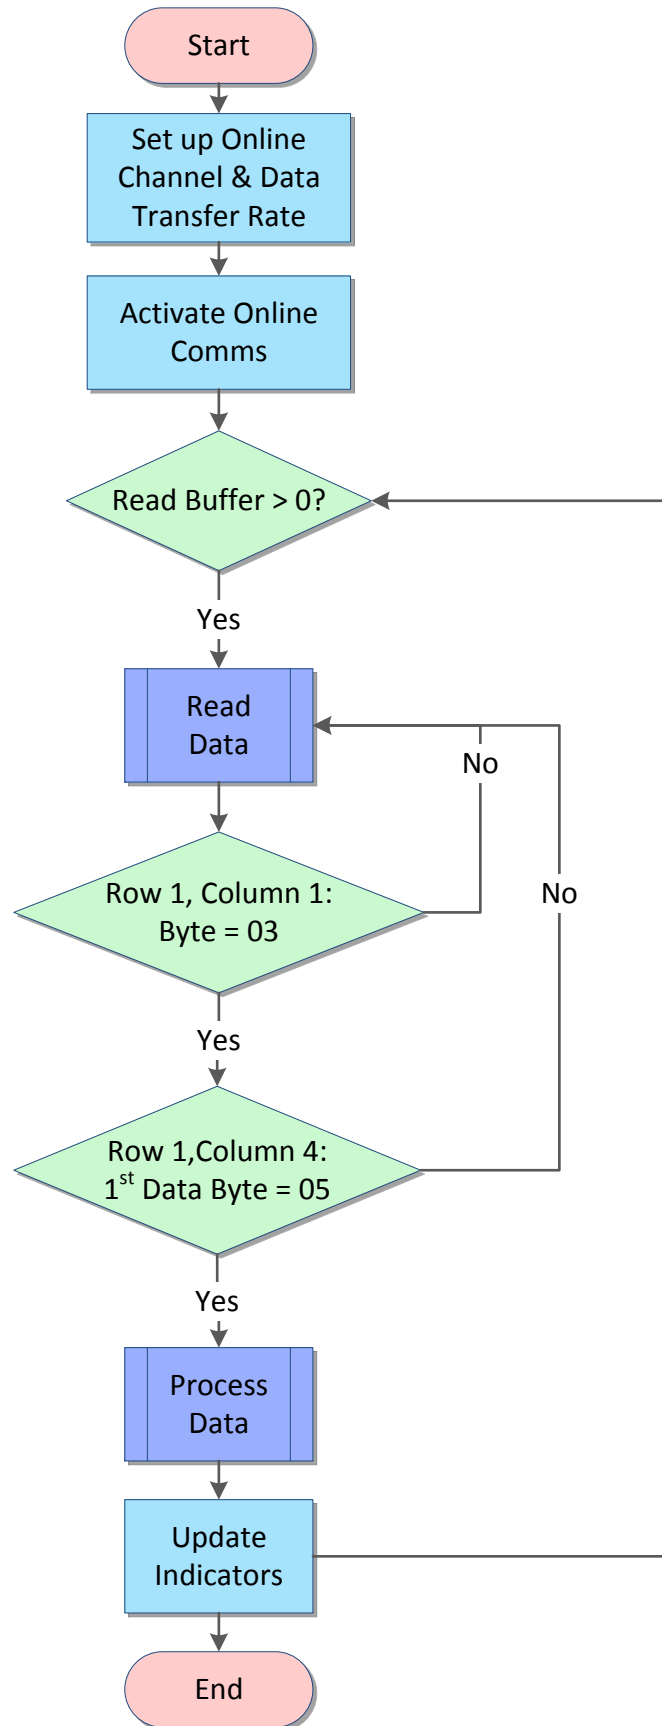 Start
Set up Online
Channel & Data
Transfer Rate
Activate Online
Comms
Read Buffer > 0?
Yes
Read
Data
No
Row 1, Column 1:
Byte = 03
No
Yes
Row 1,Column 4:
1st Data Byte = 05
Yes
Process
Data
Update
Indicators
End